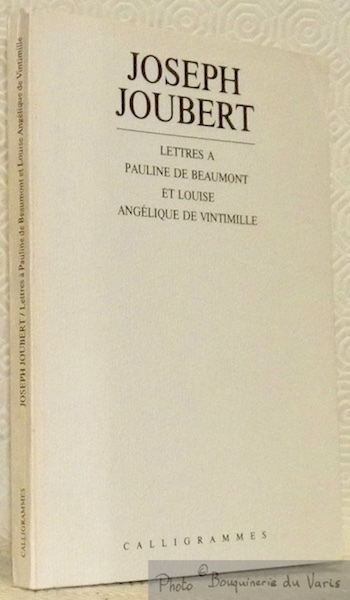 JOSEPH
JOUBERT
LETTRES A
PAULINE DE BEAUMONT
ET LOUISE
ANGÉLIQUE DE VINTIMILLE
CALLIGRAMMES
CALLIGRAMMES JOSEPH JOUBERT / Lettres à Pauline de Beaumont et Louise Angélique de Vintimille
Photo © Bouquinerie du Varis